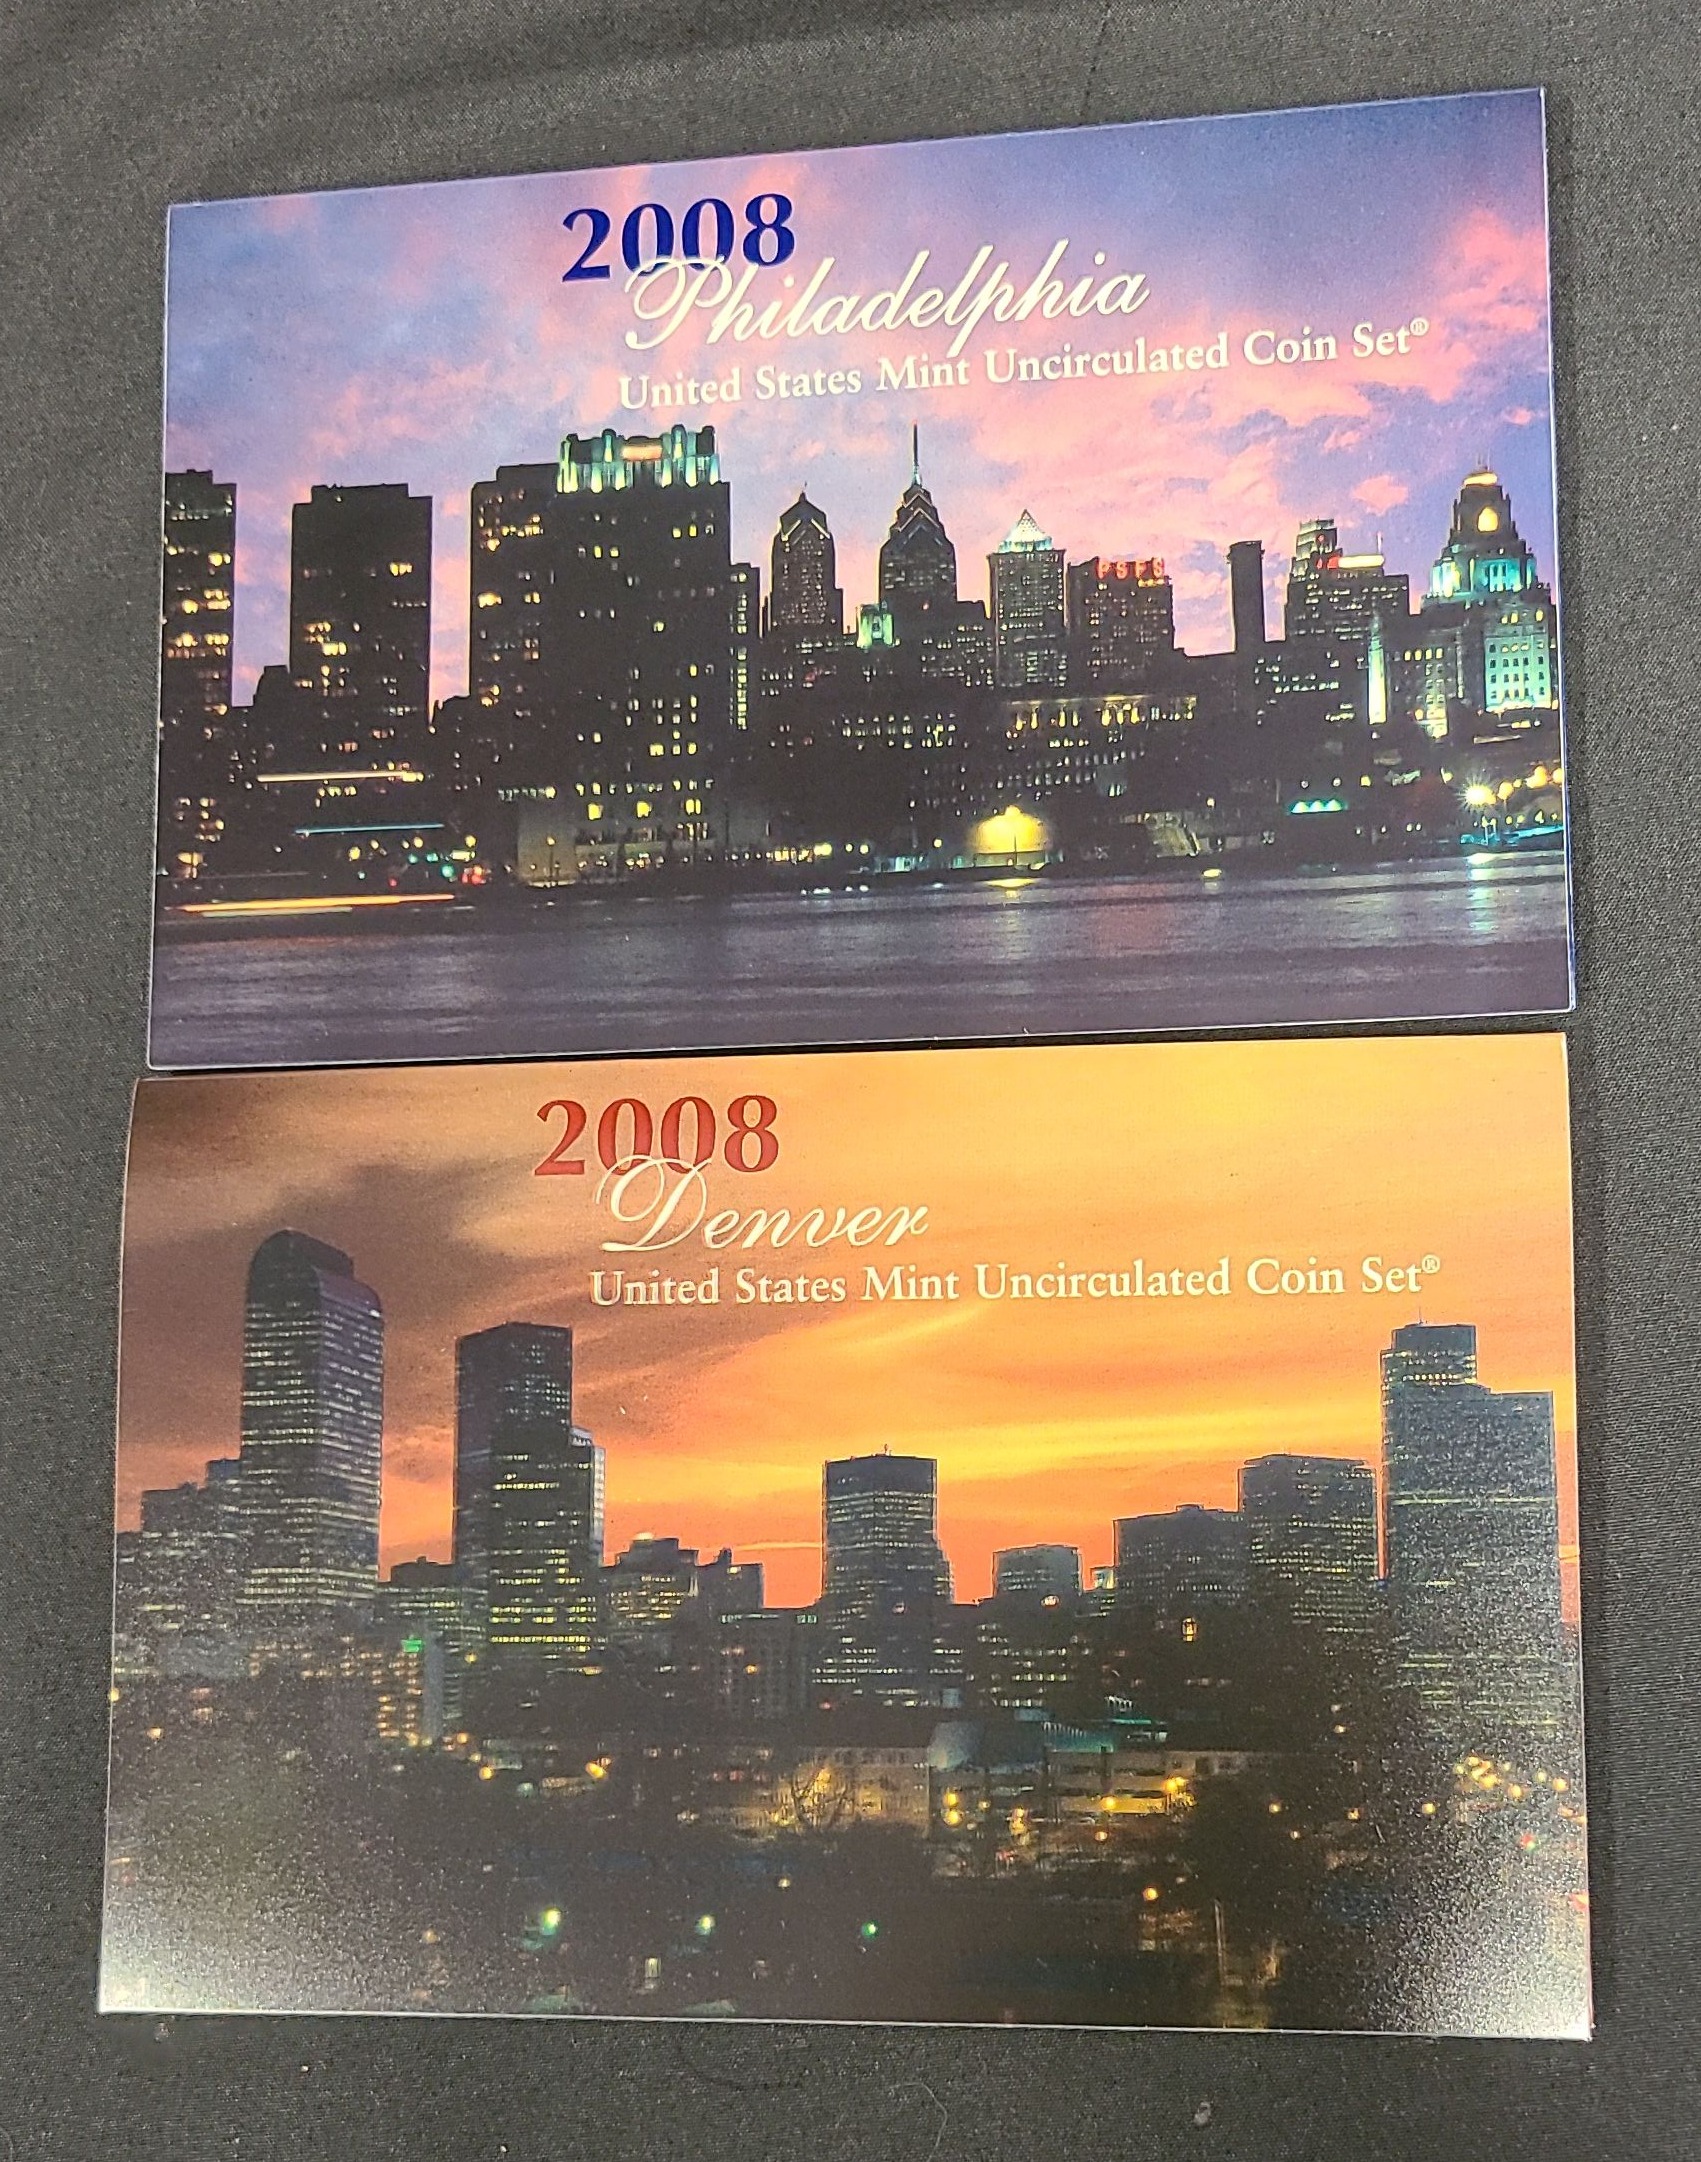 2008
Philadelphia
United States Mint Uncirculated Coin Set®
PSFS
2008
Denver
United States Mint Uncirculated Coin Set®